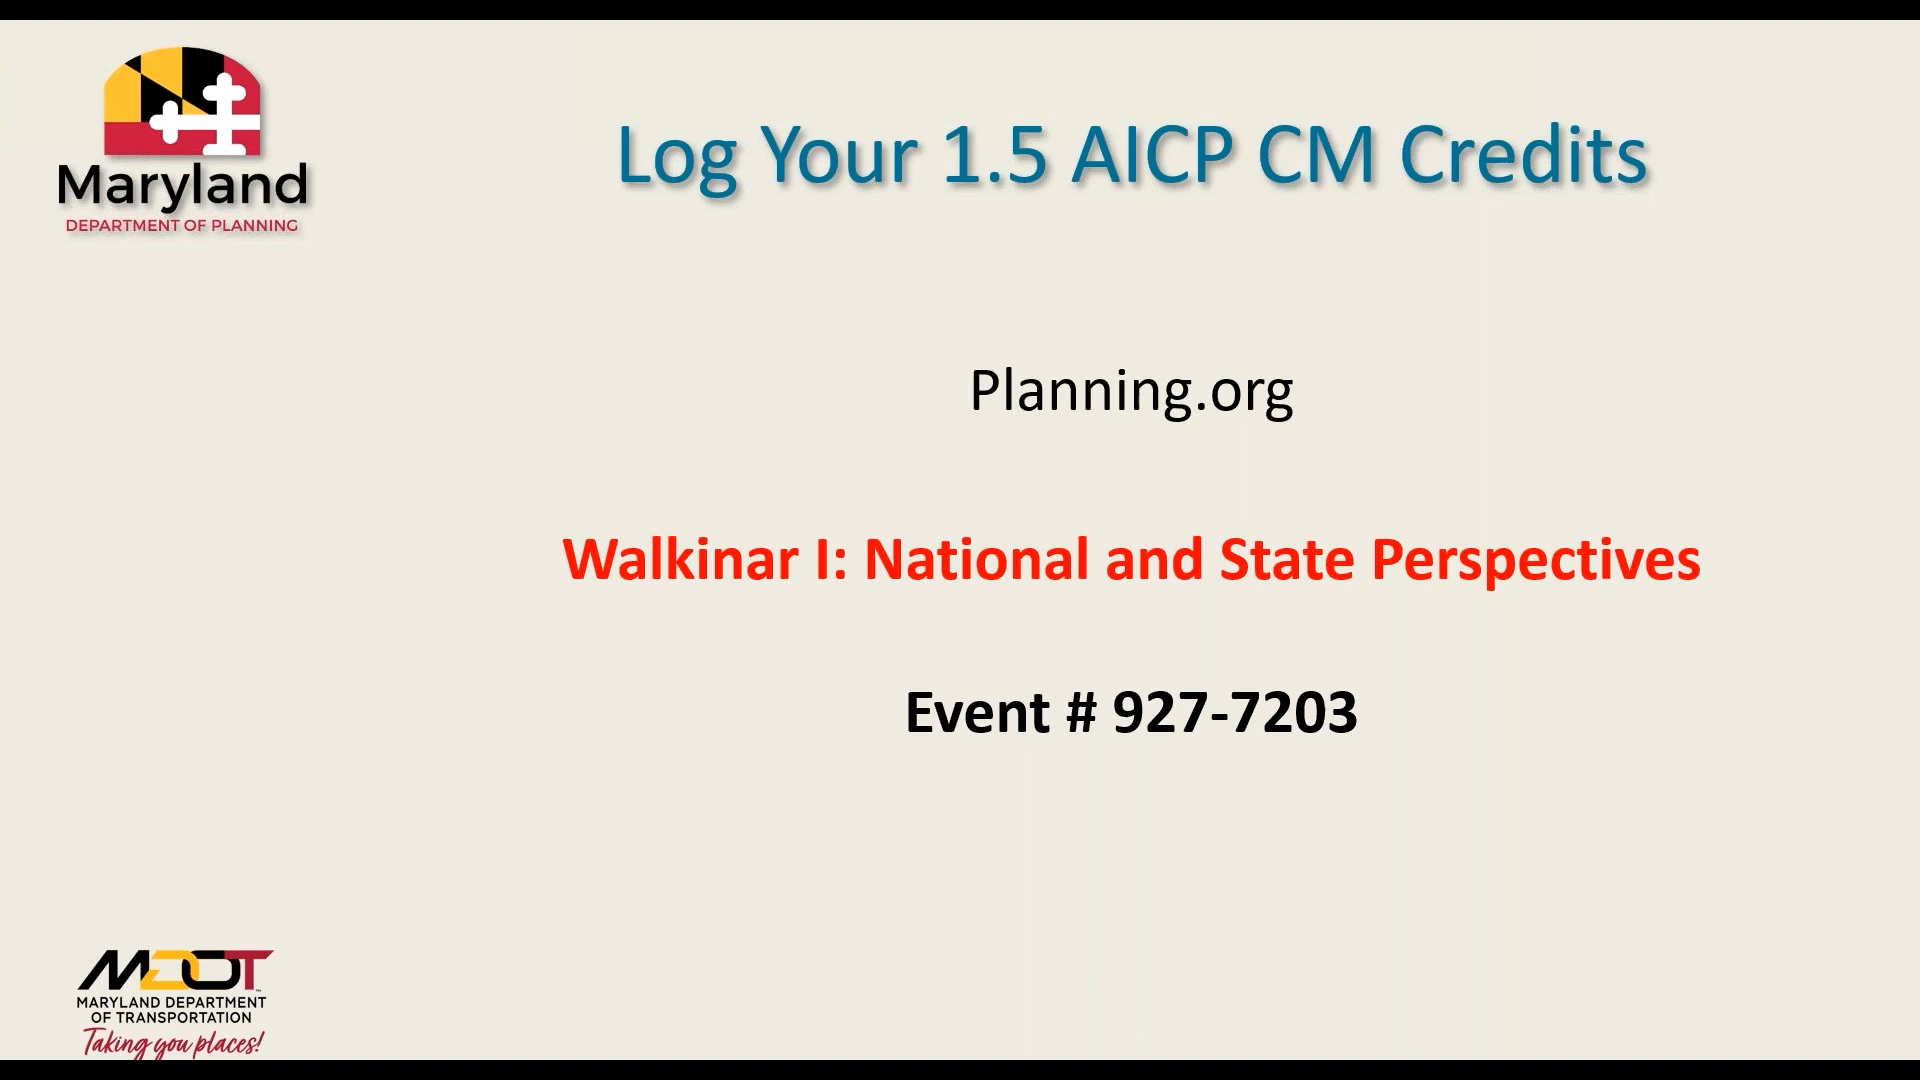 Maryland
DEPARTMENT OF PLANNING
Log Your 1.5 AICP CM Credits
Planning.org
Walkinar I: National and State Perspectives
Event # 927-7203
MDOT
MARYLAND DEPARTMENT
OF TRANSPORTATION
Taking you places!